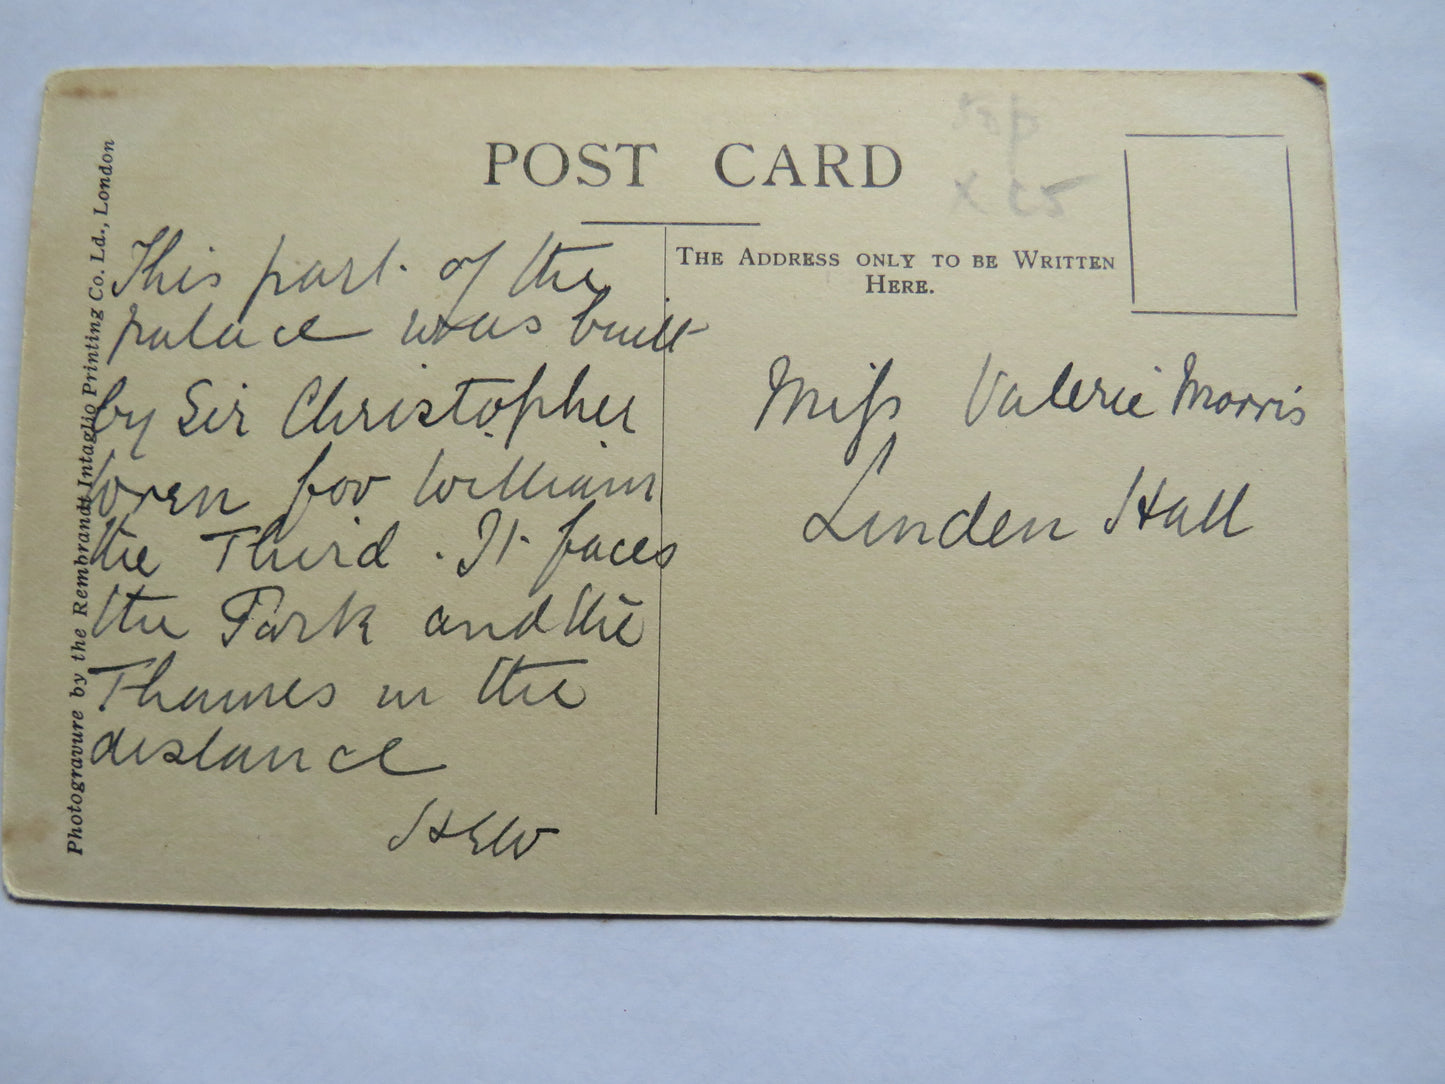 POST CARD
THE ADDRESS ONLY TO BE WRITTEN
HERE.
Photogravure by the Rembrandt Intaglio Printing Co. Ld., London
This part of the
palace was built
by Sir Christopher
Wren for William
the Third. It faces
the Park and the
Thames in the
distance
HEW
Miss Valerie Morris
Linden Hall